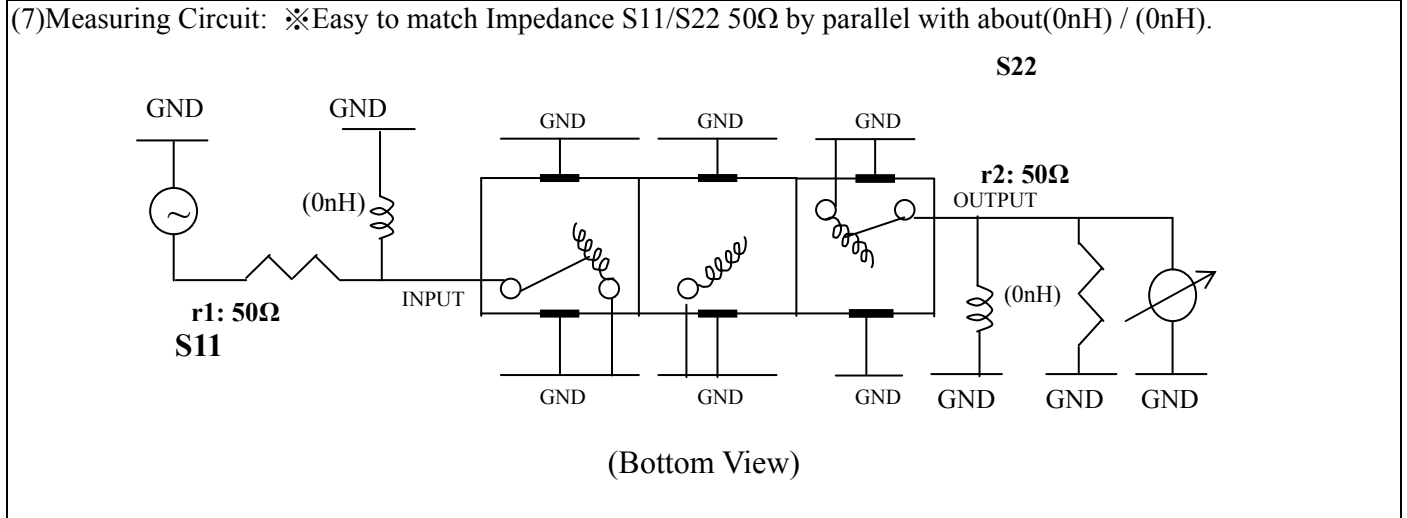 (7)Measuring Circuit: ※Easy to match Impedance S11/S22 50Ω by parallel with about(0nH) / (0nH).
S22
GND GND GND GND GND
(0nH)
r2: 50Ω
OUTPUT
INPUT
(0nH)
r1: 50Ω
S11
GND GND GND GND GND GND
(Bottom View)